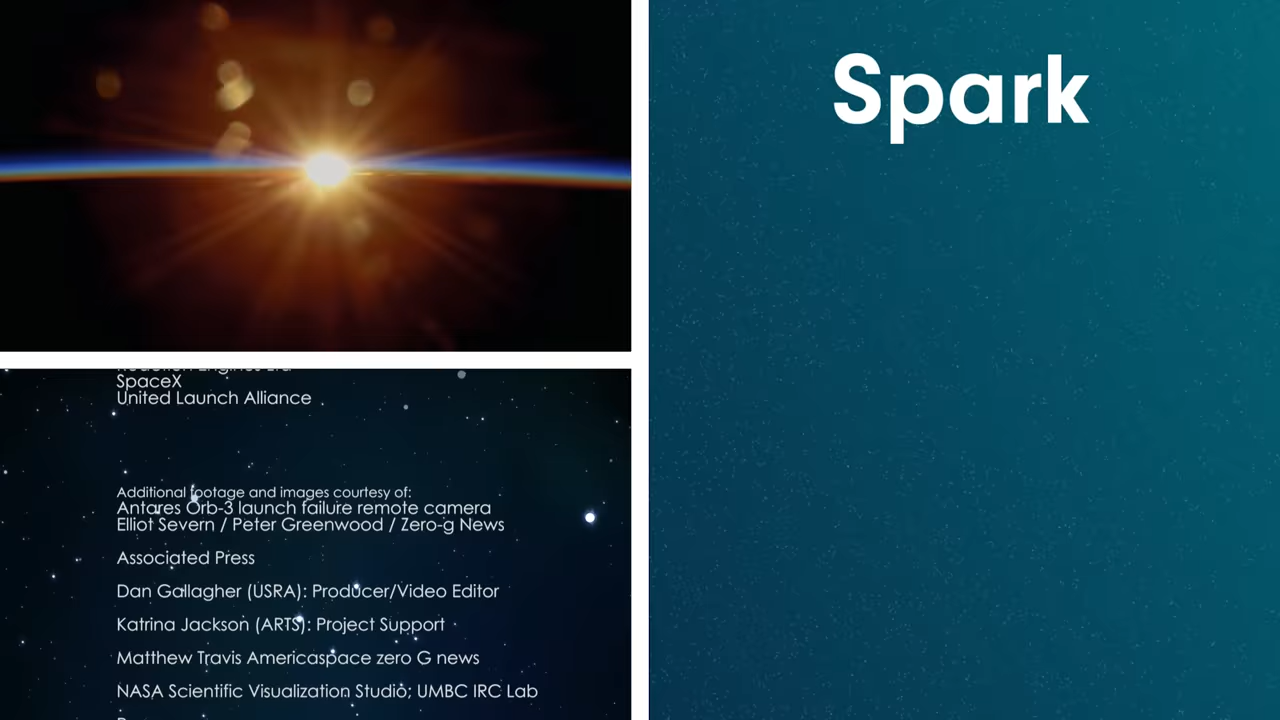 Spark
SpaceX
United Launch Alliance
Additional footage and images courtesy of:
Antares Orb-3 launch failure remote camera
Elliot Severn / Peter Greenwood / Zero-g News
Associated Press
Dan Gallagher (USRA): Producer/Video Editor
Katrina Jackson (ARTS): Project Support
Matthew Travis Americaspace zero G news
NASA Scientific Visualization Studio; UMBC IRC Lab